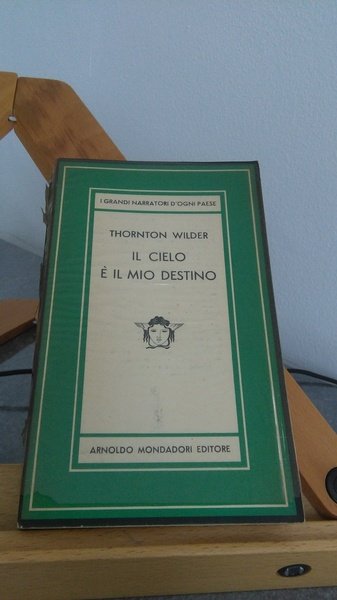 I GRANDI NARRATORI D'OGNI PAESE
THORNTON WILDER
IL CIELO
È IL MIO DESTINO
ARNOLDO MONDADORI EDITORE